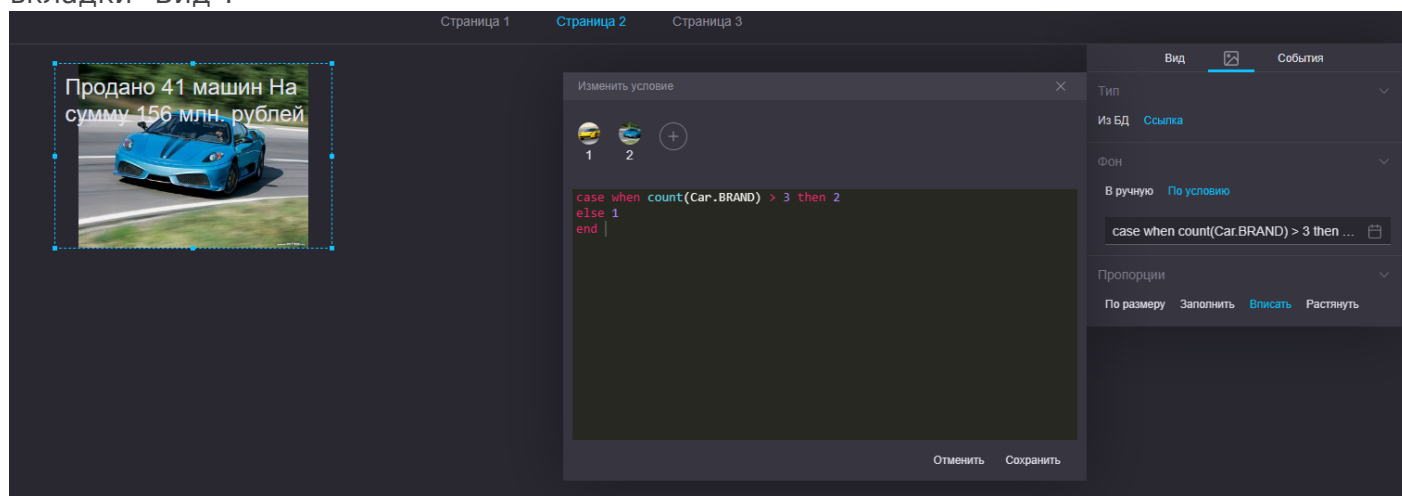 вкладки "Вид".
Страница 1 Страница 2 Страница 3
Продано 41 машин На
сумму 156 млн. рублей
Изменить условие
1 2
case when count(Car.BRAND) > 3 then 2
else 1
end
Отменить Сохранить
Вид События
Тип
Из БД Ссылка
Фон
В ручную По условию
case when count(Car.BRAND) > 3 then ...
Пропорции
По размеру Заполнить Вписать Растянуть